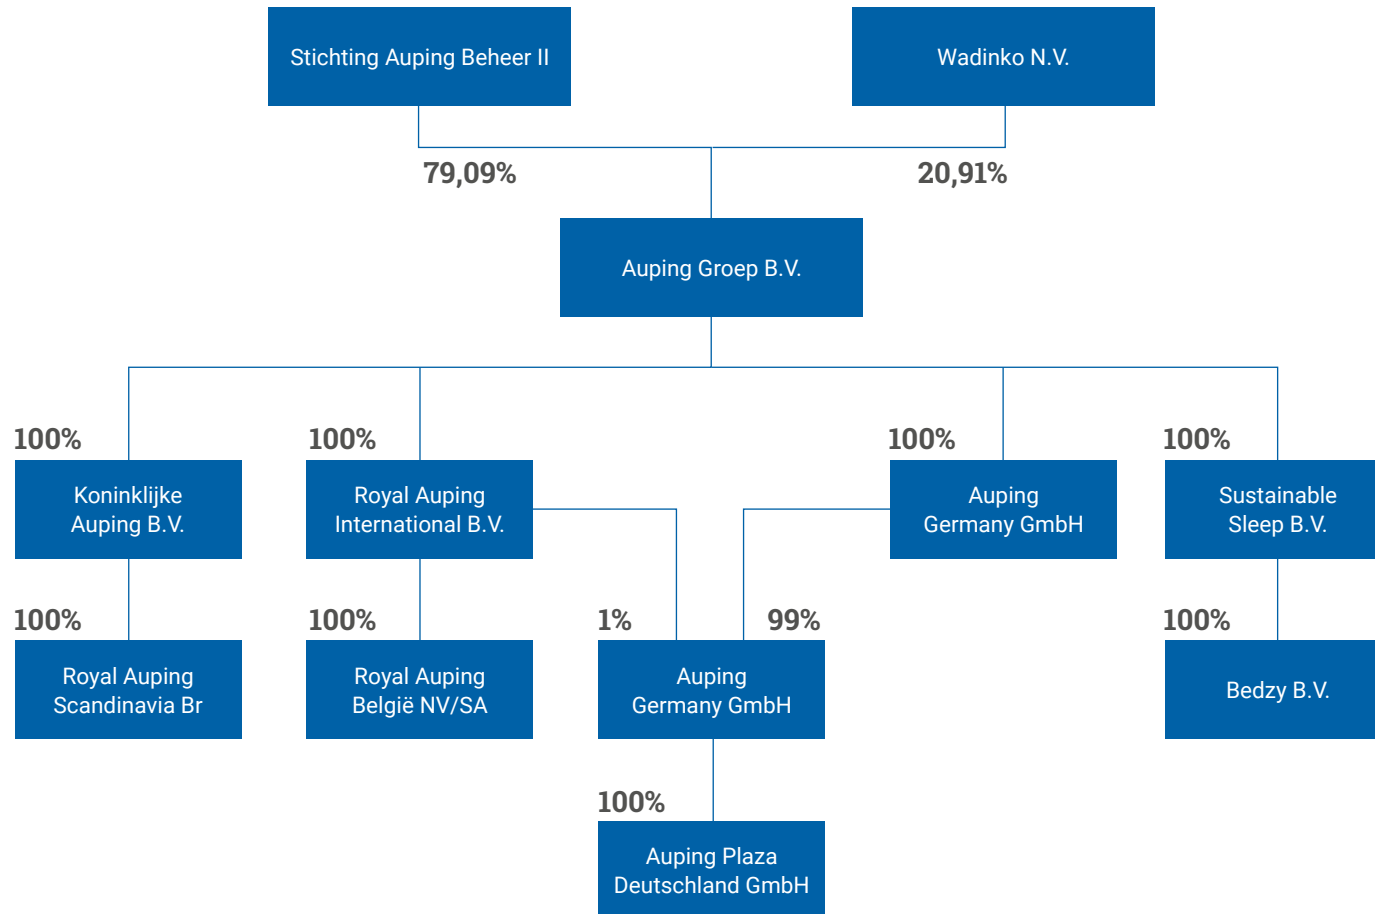 Stichting Auping Beheer II
Wadinko N.V.
79,09%
20,91%
Auping Groep B.V.
100%
100%
100%
100%
Koninklijke
Auping B.V.
Royal Auping
International B.V.
Auping
Germany GmbH
Sustainable
Sleep B.V.
100%
100%
1%
99%
100%
Royal Auping
Scandinavia Br
Royal Auping
België NV/SA
Auping
Germany GmbH
Bedzy B.V.
100%
Auping Plaza
Deutschland GmbH